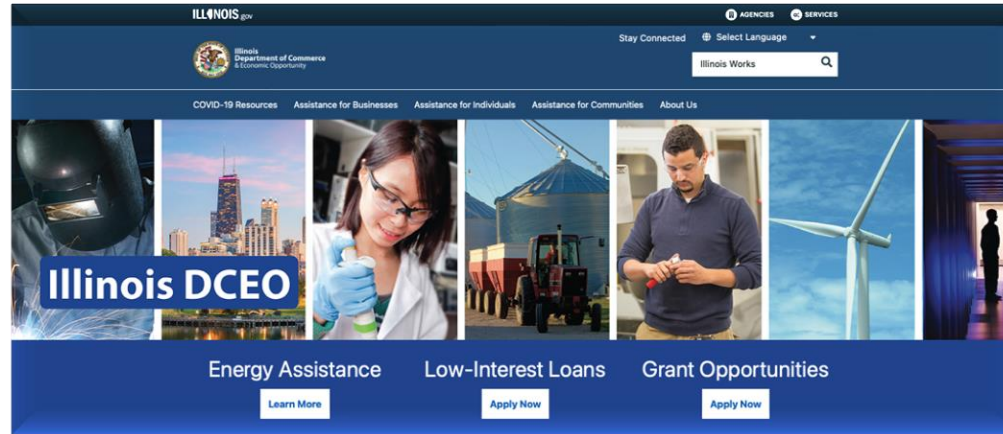 ILLINOIS.gov
AGENCIES SERVICES
Stay Connected Select Language
Illinois
Department of Commerce
& Economic Opportunity
Illinois Works
COVID-19 Resources Assistance for Businesses Assistance for Individuals Assistance for Communities About Us
Illinois DCEO
Energy Assistance Low-Interest Loans Grant Opportunities
Learn More Apply Now Apply Now